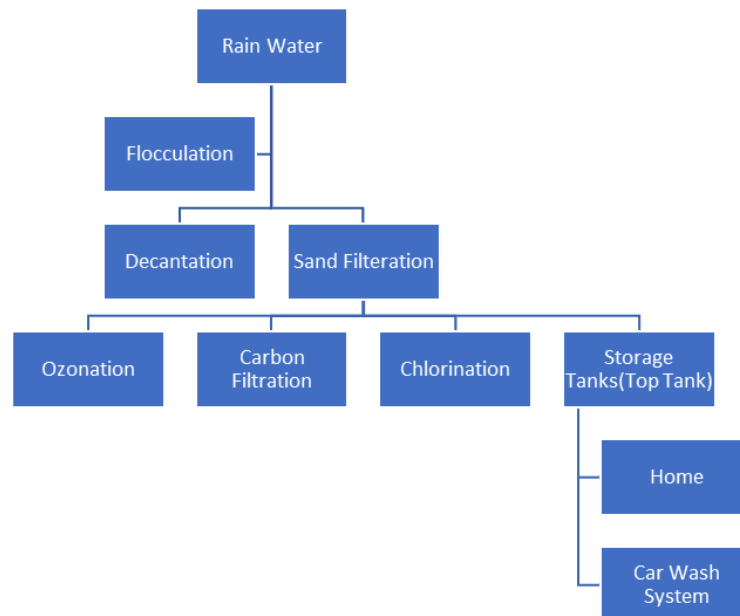 Rain Water
Flocculation
Decantation
Sand Filteration
Ozonation
Carbon
Filtration
Chlorination
Storage
Tanks(Top Tank)
Home
Car Wash
System